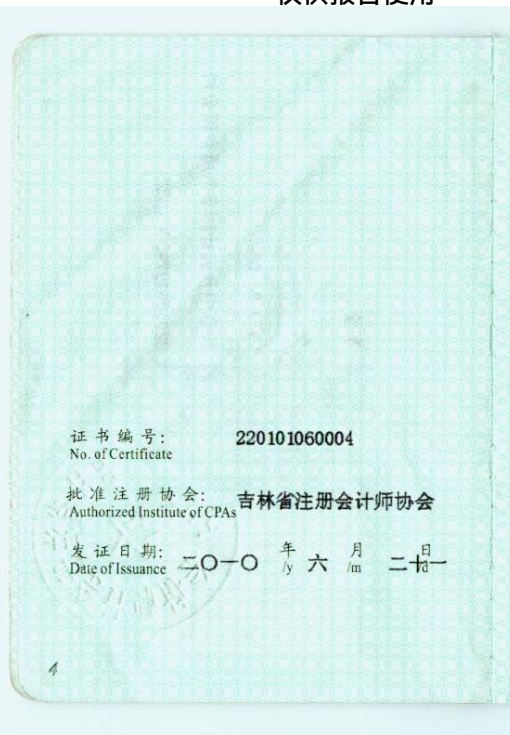 仅供报告使用
证书编号: 220101060004
No. of Certificate
批准注册协会: 吉林省注册会计师协会
Authorized Institute of CPAs
发证日期: 二〇一〇 年 六 月 二十一 日
Date of Issuance /y /m /d
4